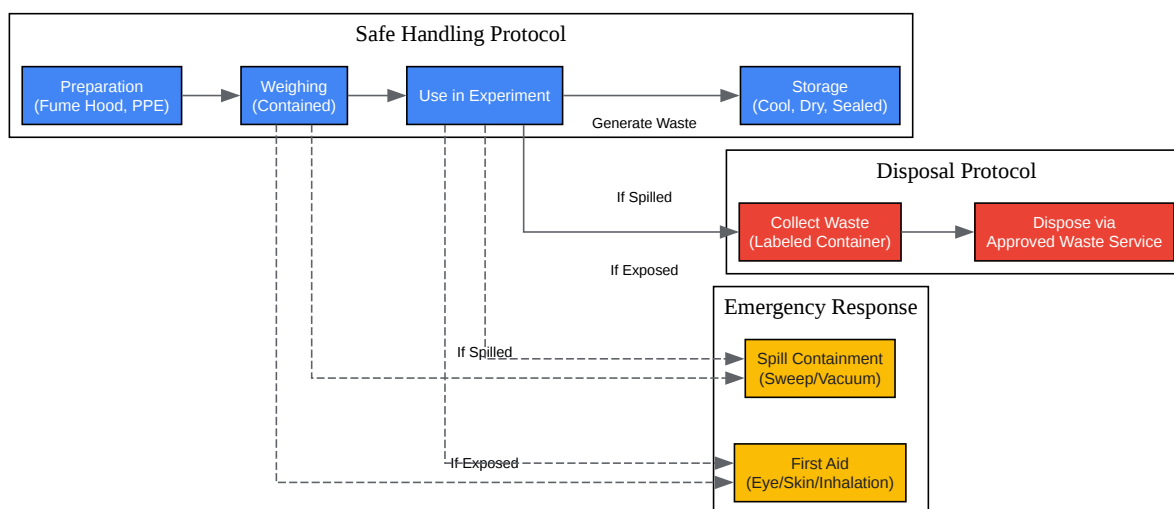 Safe Handling Protocol
Preparation
(Fume Hood, PPE)
Weighing
(Contained)
Use in Experiment
Storage
(Cool, Dry, Sealed)
Generate Waste
Disposal Protocol
If Spilled
Collect Waste
(Labeled Container)
Dispose via
Approved Waste Service
If Exposed
Emergency Response
If Spilled
Spill Containment
(Sweep/Vacuum)
If Exposed
First Aid
(Eye/Skin/Inhalation)